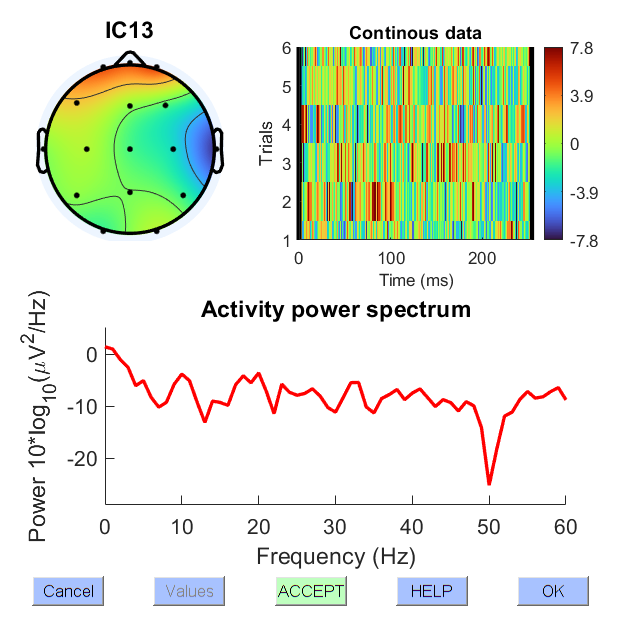 IC13
Continous data
6
5
4
3
2
1
Trials
0
100
200
Time (ms)
7.8
3.9
0
-3.9
-7.8
Activity power spectrum
Power 10*log10(μV2/Hz)
0
-10
-20
0
10
20
30
40
50
60
Frequency (Hz)
Cancel
Values
ACCEPT
HELP
OK